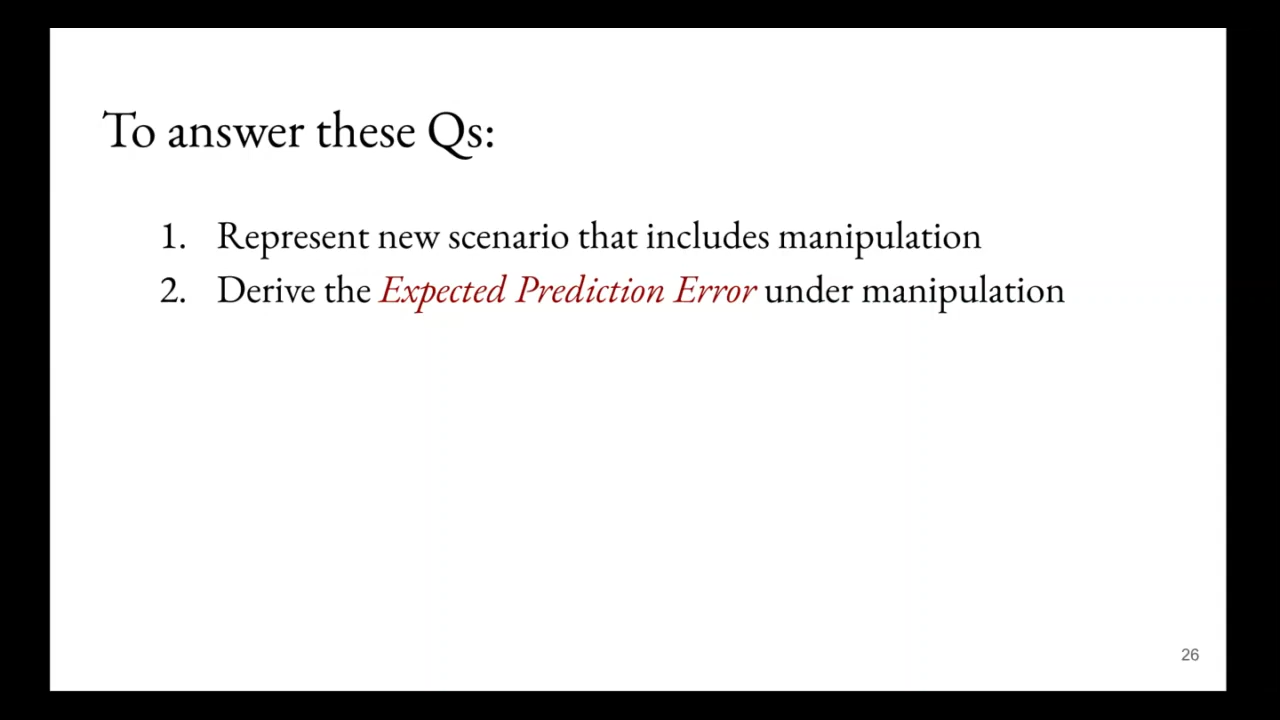 To answer these Qs:
1. Represent new scenario that includes manipulation
2. Derive the Expected Prediction Error under manipulation
26